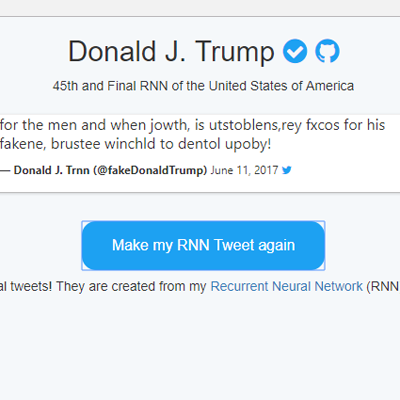 Donald J. Trump
45th and Final RNN of the United States of America
for the men and when jowth, is utstoblens,rey fxcos for his
fakene, brustee winchld to dentol upoby!
— Donald J. Trnn (@fakeDonaldTrump) June 11, 2017
Make my RNN Tweet again
al tweets! They are created from my Recurrent Neural Network (RNN